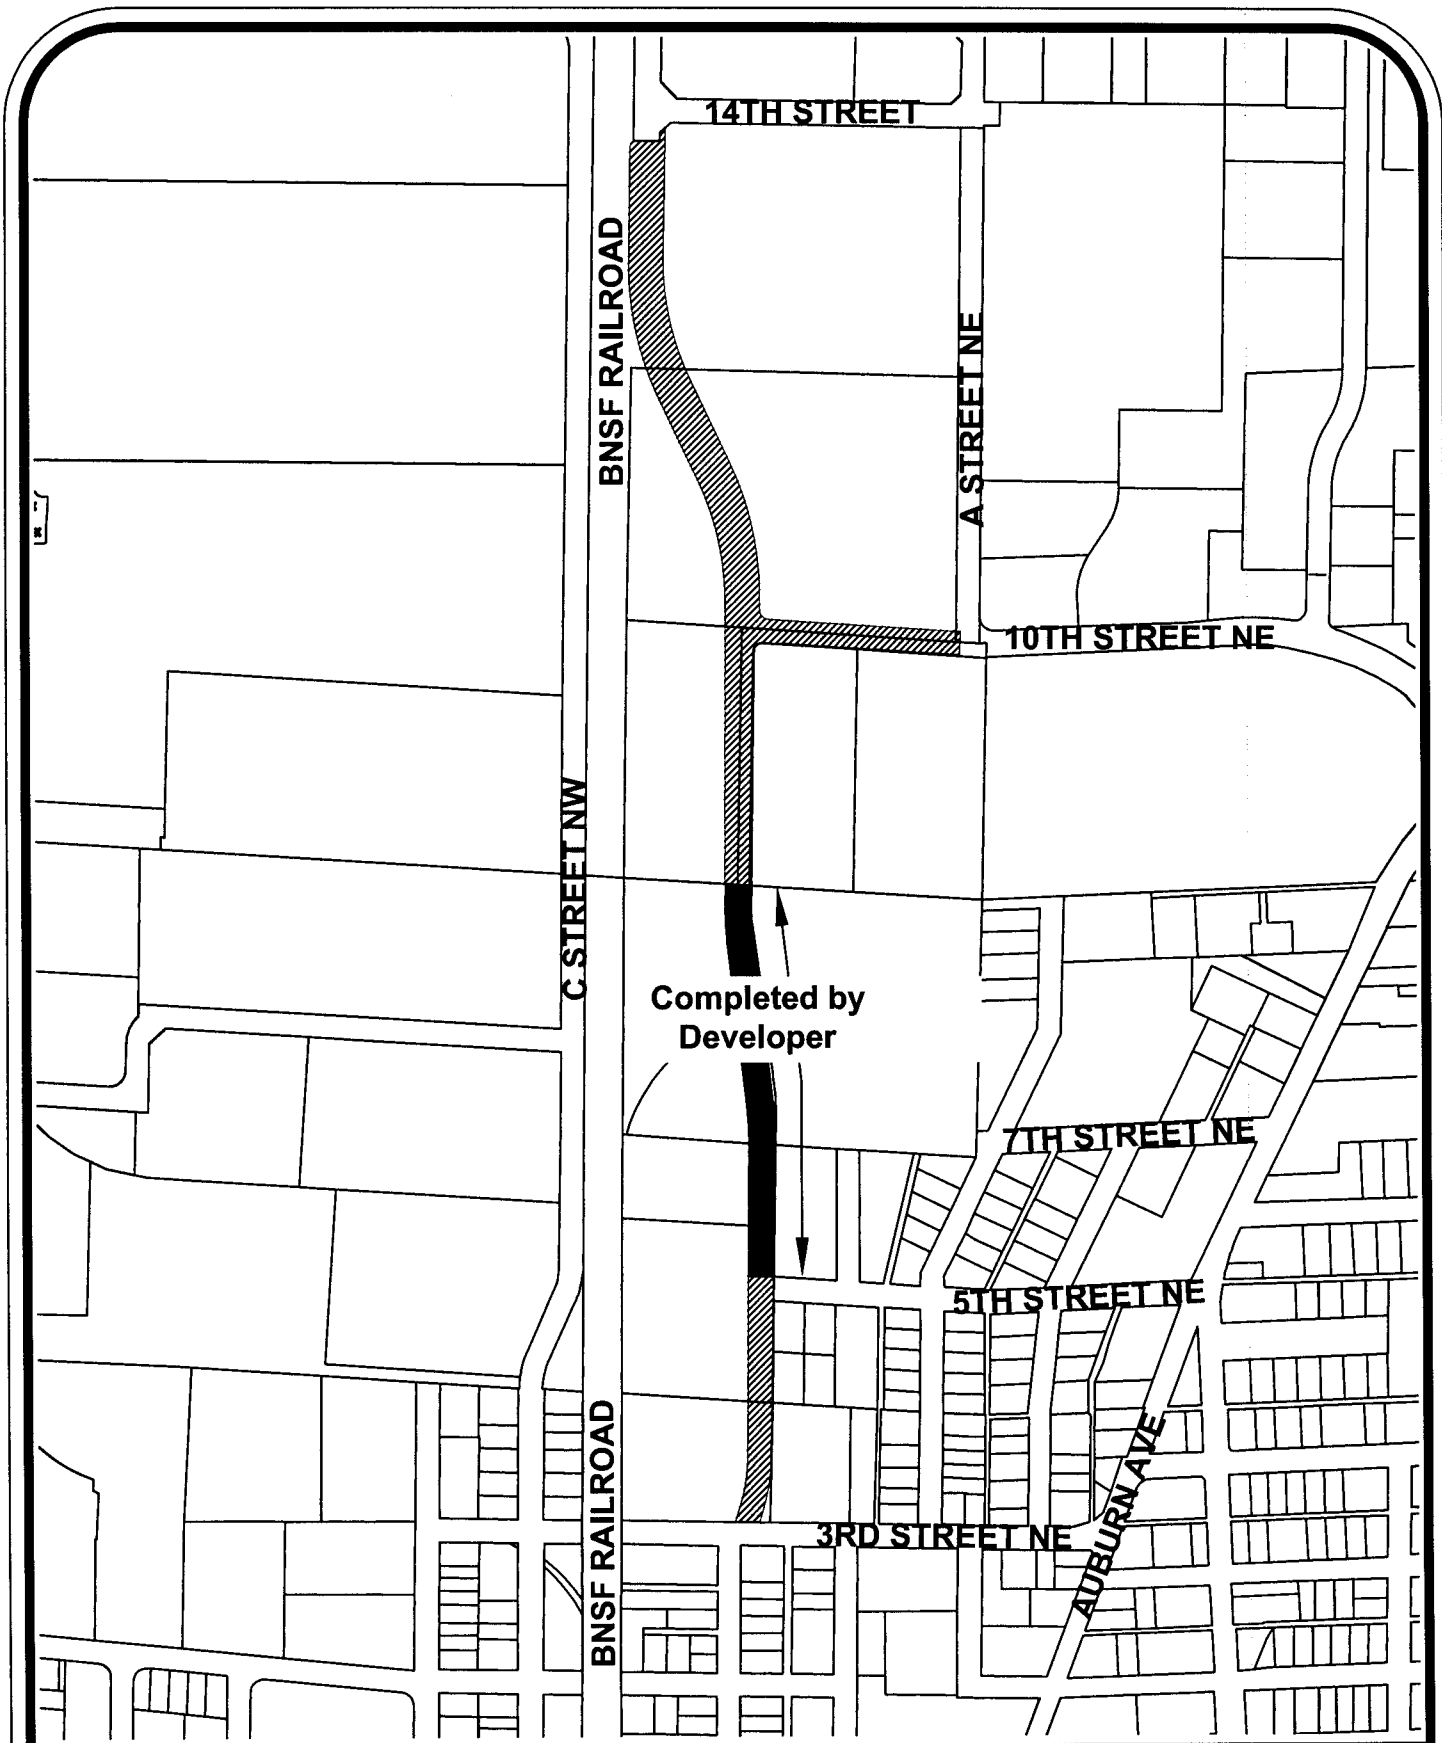 14TH STREET
BNSF RAILROAD
A STREET NE
10TH STREET NE
C STREET NW
Completed by
Developer
7TH STREET NE
5TH STREET NE
BNSF RAILROAD
AUBURN AVE
3RD STREET NE